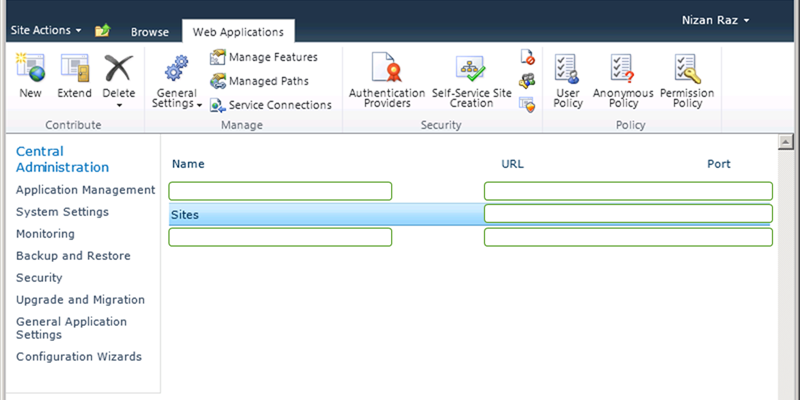 Nizan Raz
Site Actions
Browse
Web Applications
New
Extend
Delete
General Settings
Manage Features
Managed Paths
Service Connections
Authentication Providers
Self-Service Site Creation
User Policy
Anonymous Policy
Permission Policy
Contribute
Manage
Security
Policy
Central
Administration
Application Management
System Settings
Monitoring
Backup and Restore
Security
Upgrade and Migration
General Application
Settings
Configuration Wizards
Name
URL
Port
Sites